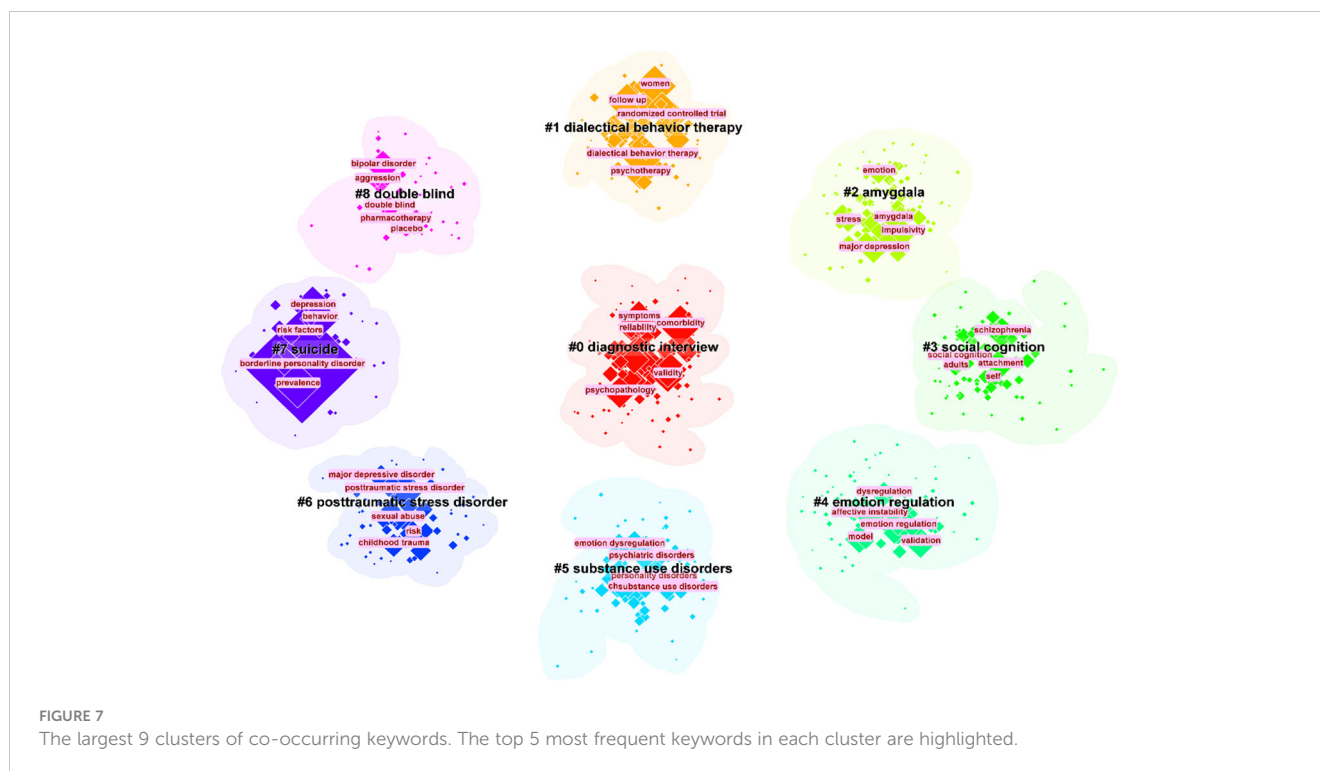 women
follow up
randomized controlled trial
#1 dialectical behavior therapy
dialectical behavior therapy
psychotherapy
bipolar disorder
aggression
#8 double blind
double blind
pharmacotherapy
placebo
emotion
#2 amygdala
stress
amygdala
impulsivity
major depression
depression
behavior
risk factors
#7 suicide
borderline personality disorder
prevalence
symptoms
comorbidity
reliability
#0 diagnostic interview
validity
psychopathology
schizophrenia
#3 social cognition
social cognition
attachment
adults
self
major depressive disorder
posttraumatic stress disorder
#6 posttraumatic stress disorder
sexual abuse
risk
childhood trauma
emotion dysregulation
psychiatric disorders
#5 substance use disorders
personality disorders
chsubstance use disorders
dysregulation
#4 emotion regulation
affective instability
emotion regulation
model
validation
FIGURE 7
The largest 9 clusters of co-occurring keywords. The top 5 most frequent keywords in each cluster are highlighted.